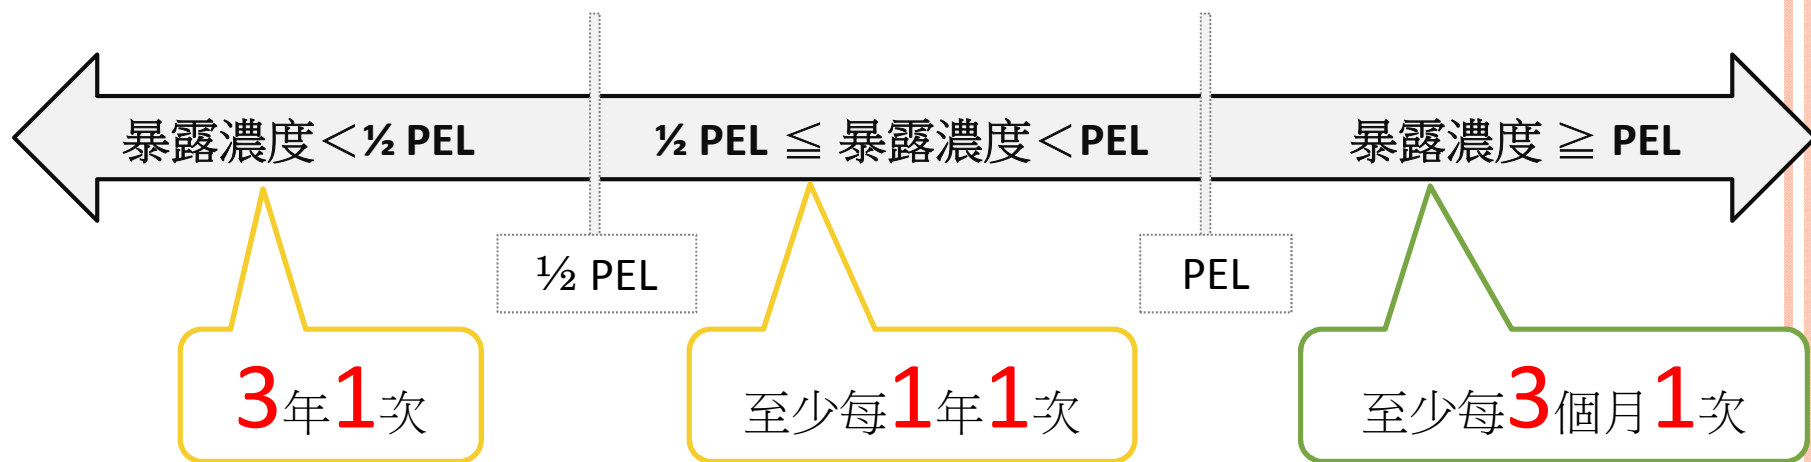 暴露濃度＜½ PEL
½ PEL ≦ 暴露濃度＜PEL
暴露濃度 ≧ PEL
½ PEL
PEL
3年1次
至少每1年1次
至少每3個月1次